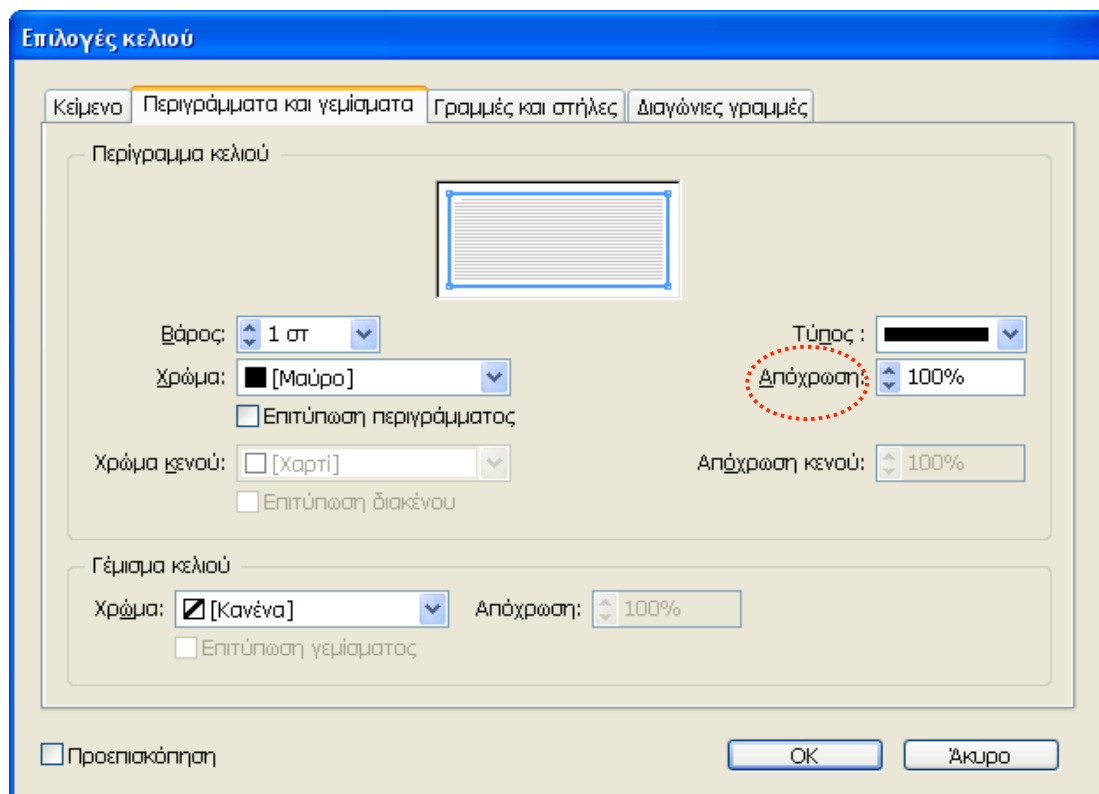 Επιλογές κελιού
Κείμενο Περιγράμματα και γεμίσματα Γραμμές και στήλες Διαγώνιες γραμμές
Περίγραμμα κελιού
Βάρος: 1 στ Τύπος :
Χρώμα: [Μαύρο] Απόχρωση: 100%
Επιτύπωση περιγράμματος
Χρώμα κενού: [Χαρτί] Απόχρωση κενού: 100%
Επιτύπωση διακένου
Γέμισμα κελιού
Χρώμα: [Κανένα] Απόχρωση: 100%
Επιτύπωση γεμίσματος
Προεπισκόπηση OK Άκυρο